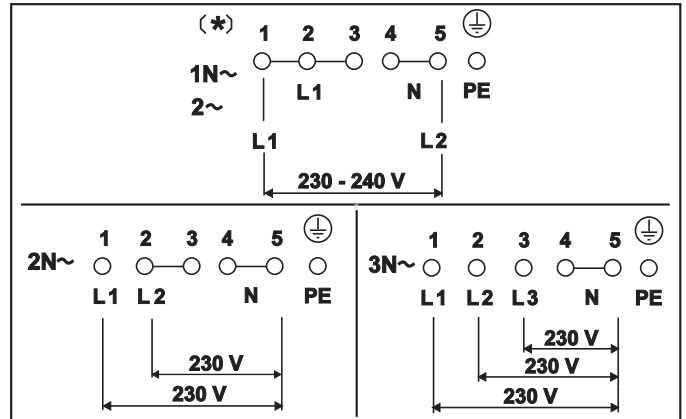 (*) 1 2 3 4 5
1N~ L1 N PE
2~
L1 L2
230 - 240 V
1 2 3 4 5
2N~
L1 L2 N PE
230 V
230 V
1 2 3 4 5
3N~
L1 L2 L3 N PE
230 V
230 V
230 V